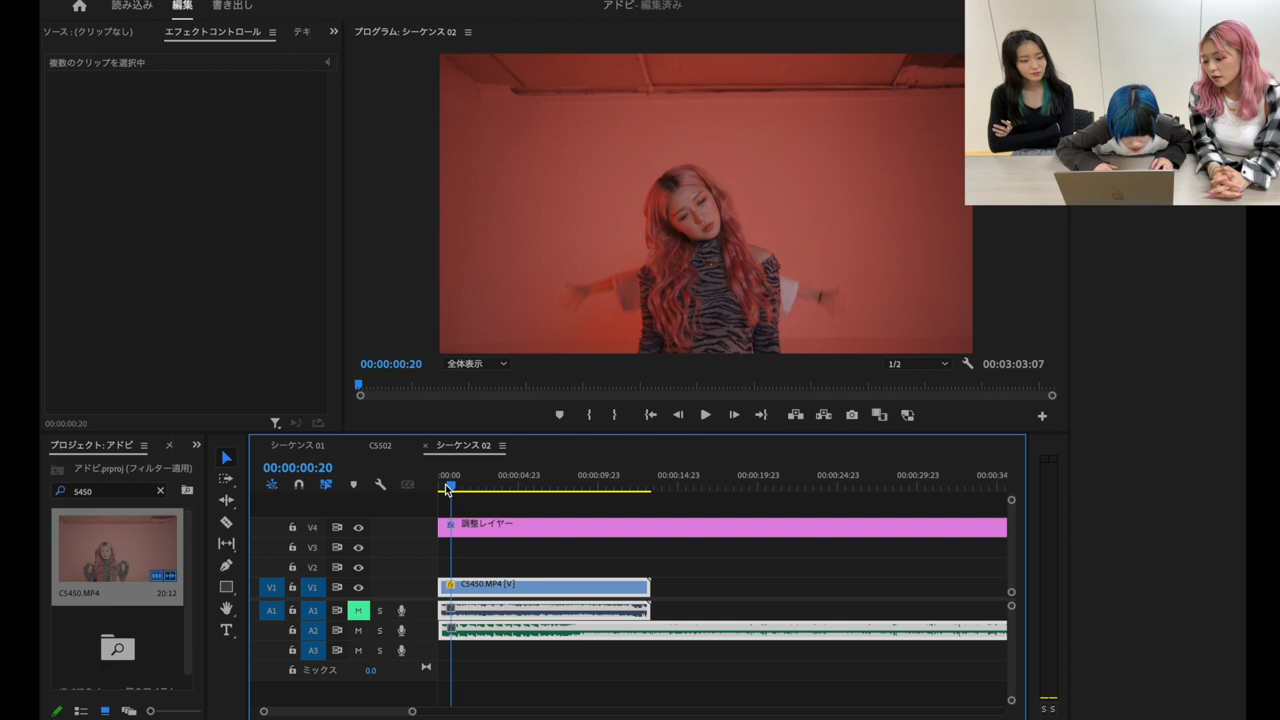 読み込み 編集 書き出し アドビ- 編集済み
ソース : (クリップなし) エフェクトコントロール テキ プログラム: シーケンス 02
複数のクリップを選択中
00:00:00:20 全体表示 1/2 00:03:03:07
00:00:00:20
プロジェクト: アドビ シーケンス 01 C5502 × シーケンス 02
アドビ.prproj (フィルター適用) 00:00:00:20
:00:00 00:00:04:23 00:00:09:23 00:00:14:23 00:00:19:23 00:00:24:23 00:00:29:23 00:00:34
5450
V4 調整レイヤー
V3
V2
V1 V1 C5450.MP4 [V]
C5450.MP4 20:12
A1 A1 M S
A2 M S
A3 M S
ミックス 0.0
S S